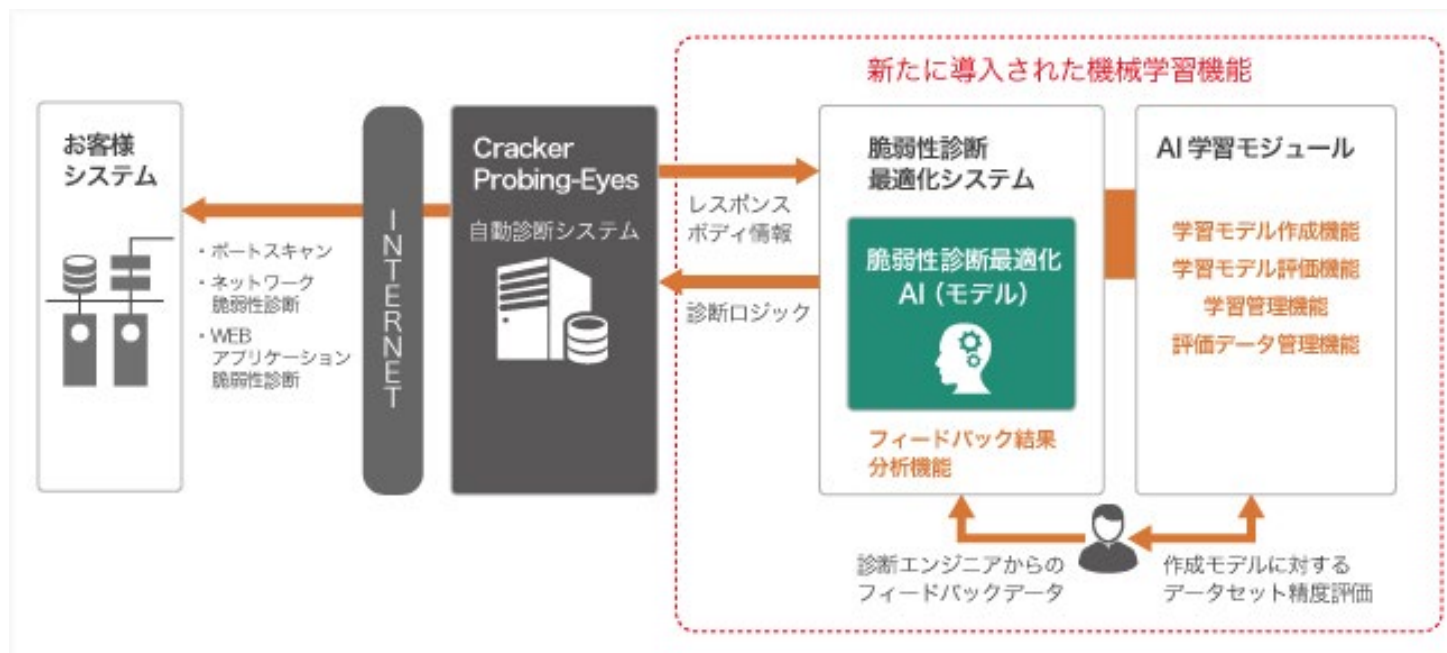 新たに導入された機械学習機能
お客様
システム
・ポートスキャン
・ネットワーク
脆弱性診断
・WEB
アプリケーション
脆弱性診断
INTERNET
Cracker
Probing-Eyes
自動診断システム
レスポンス
ボディ情報
診断ロジック
脆弱性診断
最適化システム
脆弱性診断最適化
AI（モデル）
フィードバック結果
分析機能
AI 学習モジュール
学習モデル作成機能
学習モデル評価機能
学習管理機能
評価データ管理機能
診断エンジニアからの
フィードバックデータ
作成モデルに対する
データセット精度評価